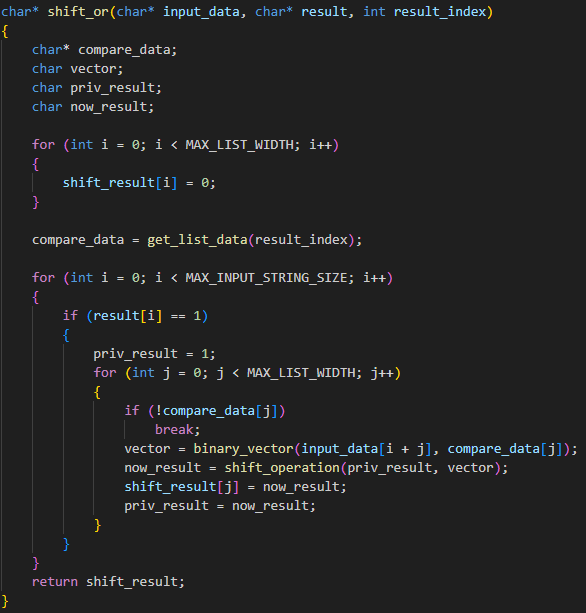 char* shift_or(char* input_data, char* result, int result_index)
{
    char* compare_data;
    char vector;
    char priv_result;
    char now_result;

    for (int i = 0; i < MAX_LIST_WIDTH; i++)
    {
        shift_result[i] = 0;
    }

    compare_data = get_list_data(result_index);

    for (int i = 0; i < MAX_INPUT_STRING_SIZE; i++)
    {
        if (result[i] == 1)
        {
            priv_result = 1;
            for (int j = 0; j < MAX_LIST_WIDTH; j++)
            {
                if (!compare_data[j])
                    break;
                vector = binary_vector(input_data[i + j], compare_data[j]);
                now_result = shift_operation(priv_result, vector);
                shift_result[j] = now_result;
                priv_result = now_result;
            }
        }
    }
    return shift_result;
}